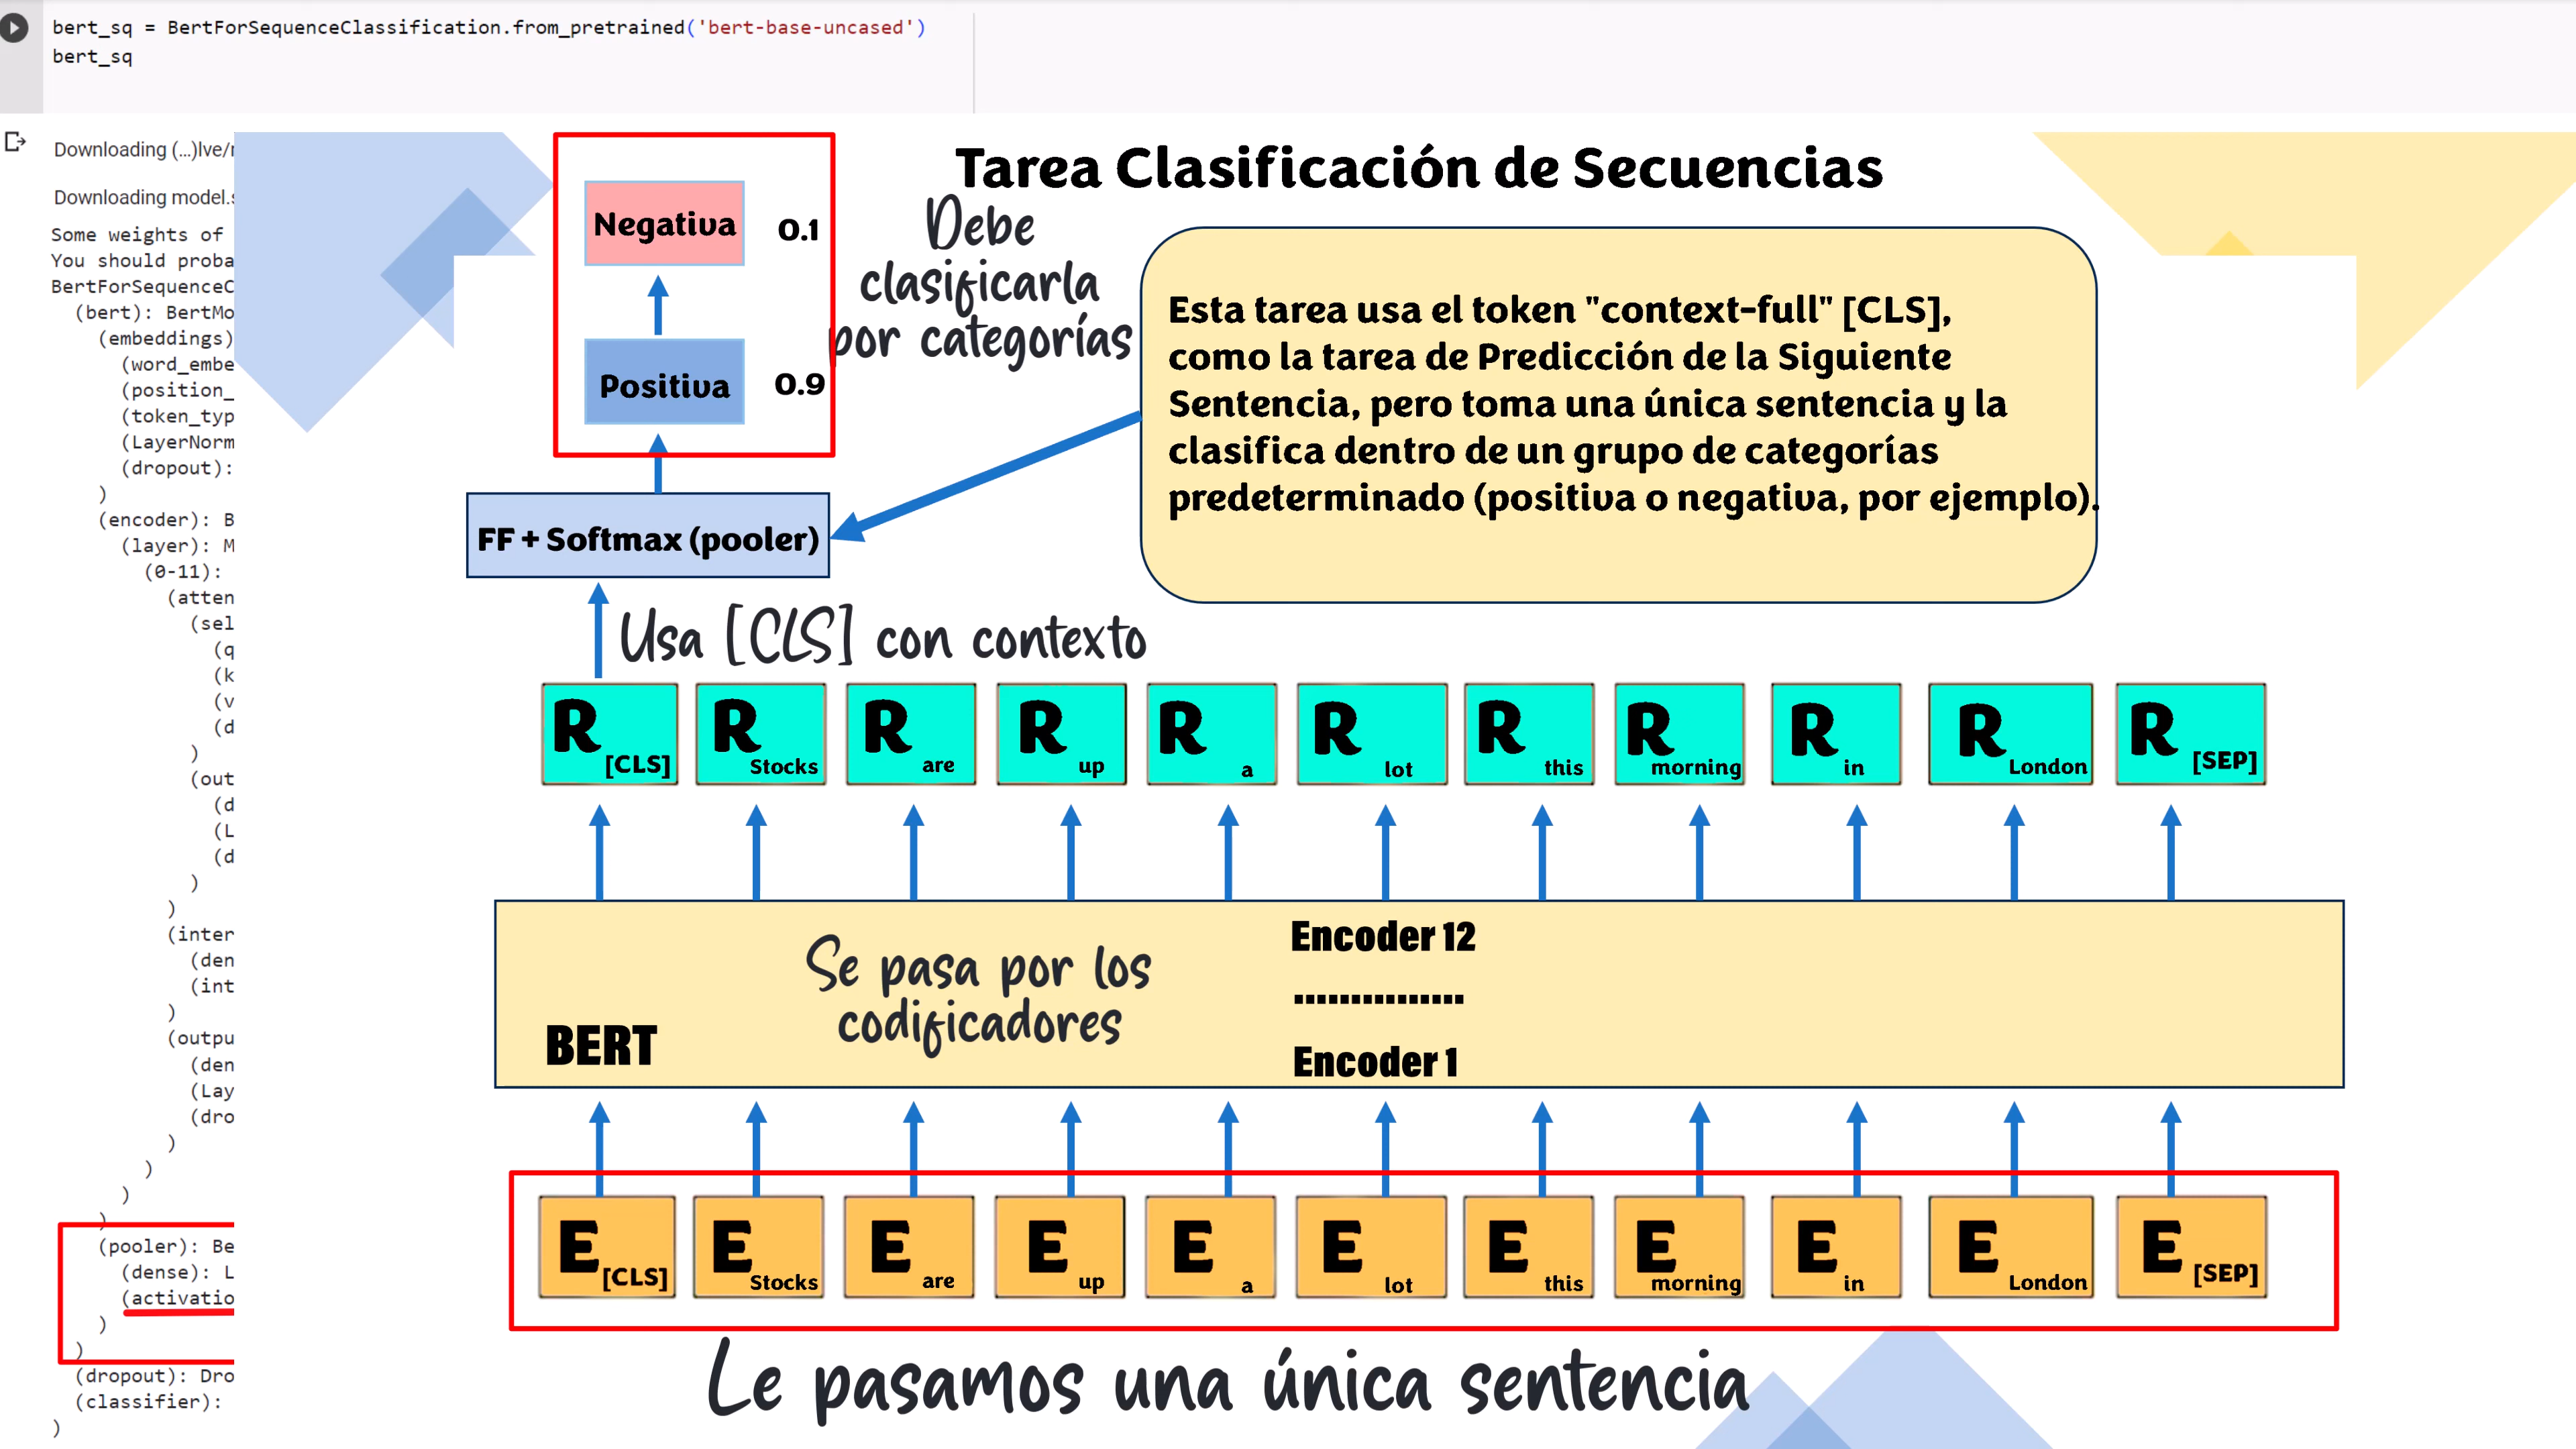 bert_sq = BertForSequenceClassification.from_pretrained('bert-base-uncased')
bert_sq
Downloading (…)lve/
Downloading model.
Some weights of
You should proba
BertForSequenceC
(bert): BertMo
(embeddings)
(word_embe
(position_
(token_typ
(LayerNorm
(dropout):
)
(encoder): B
(layer): M
(0-11):
(atten
(sel
(q
(k
(v
(d
)
(out
(d
(L
(d
)
)
(inter
(den
(int
)
(outpu
(den
(Lay
(dro
)
)
)
)
(pooler): Be
(dense): L
(activatio
)
)
(dropout): Dro
(classifier):
)
Tarea Clasificación de Secuencias
Negativa 0.1
Positiva 0.9
Debe
clasificarla
por categorías
Esta tarea usa el token "context-full" [CLS],
como la tarea de Predicción de la Siguiente
Sentencia, pero toma una única sentencia y la
clasifica dentro de un grupo de categorías
predeterminado (positiva o negativa, por ejemplo).
FF + Softmax (pooler)
Usa [CLS] con contexto
R [CLS] R Stocks R are R up R a R lot R this R morning R in R London R [SEP]
Encoder 12
Se pasa por los
codificadores
...............
BERT
Encoder 1
E [CLS] E Stocks E are E up E a E lot E this E morning E in E London E [SEP]
Le pasamos una única sentencia